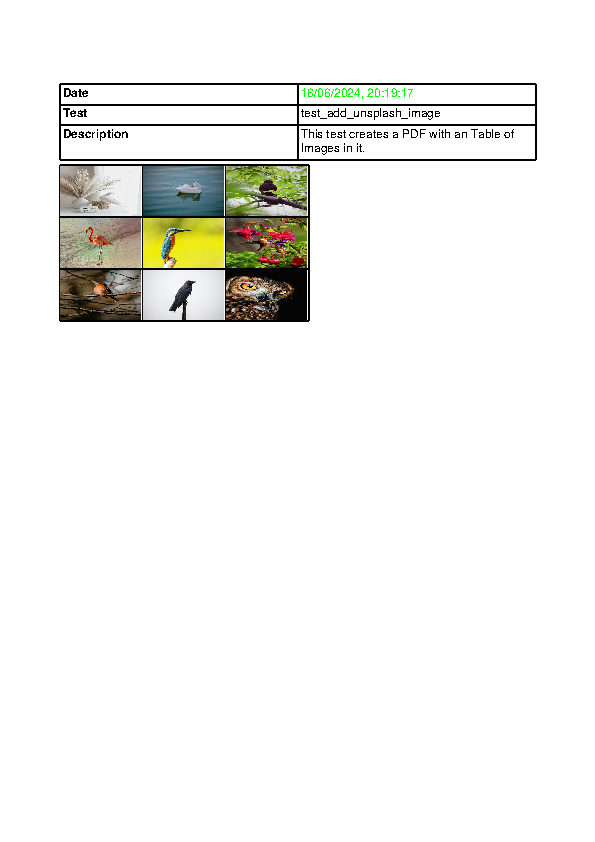 Date 16/06/2024, 20:19:17
Test test_add_unsplash_image
Description This test creates a PDF with an Table of
Images in it.